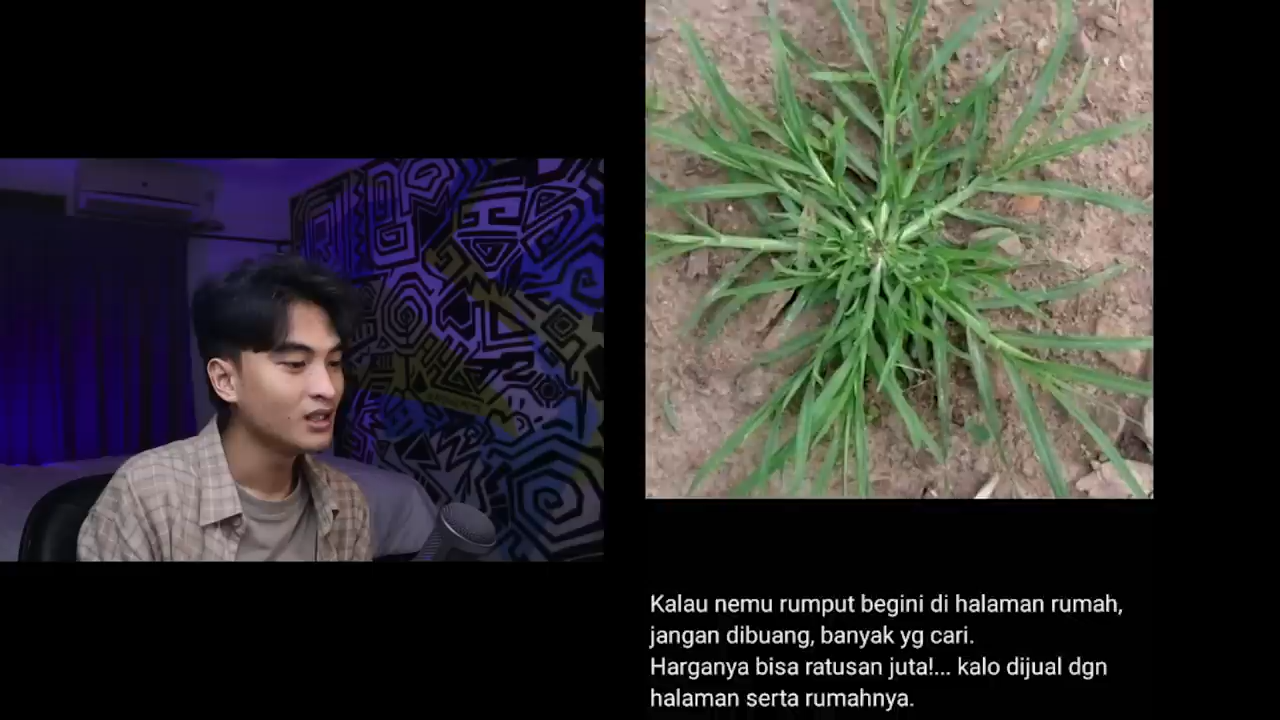 Kalau nemu rumput begini di halaman rumah,
jangan dibuang, banyak yg cari.
Harganya bisa ratusan juta!... kalo dijual dgn
halaman serta rumahnya.